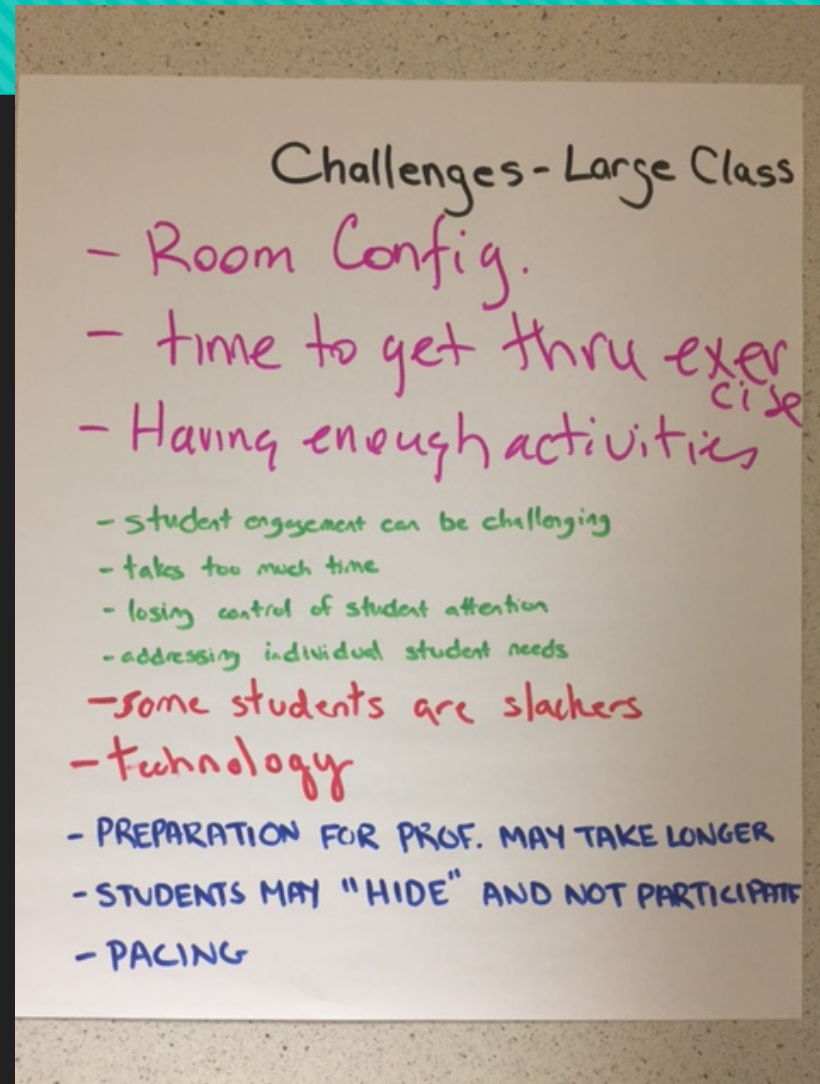 Challenges - Large Class
- Room Config.
- time to get thru exer
cise
- Having enough activities
- student engagement can be challenging
- takes too much time
- losing control of student attention
- addressing individual student needs
- some students are slackers
- technology
- PREPARATION FOR PROF. MAY TAKE LONGER
- STUDENTS MAY "HIDE" AND NOT PARTICIPATE
- PACING